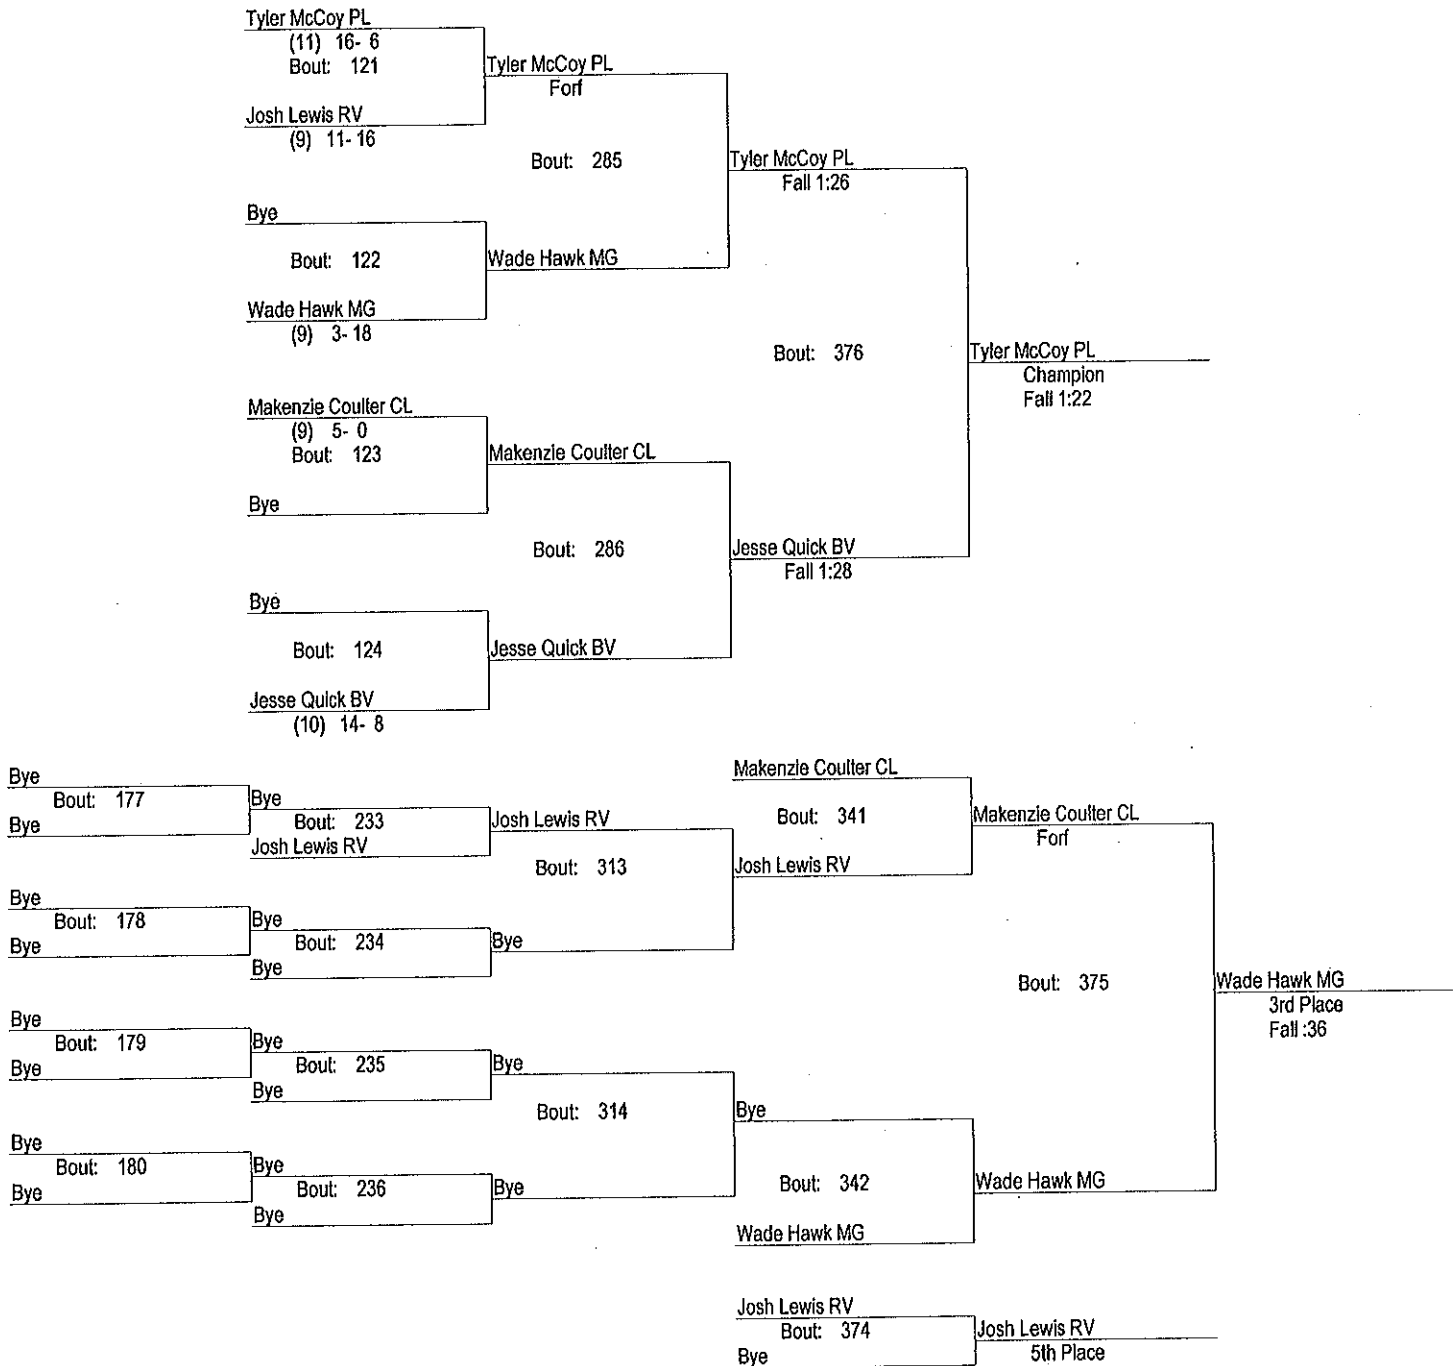 Tyler McCoy PL
(11) 16- 6
Bout: 121
Tyler McCoy PL
Forf
Josh Lewis RV
(9) 11- 16
Bout: 285
Tyler McCoy PL
Fall 1:26
Bye
Bout: 122
Wade Hawk MG
Wade Hawk MG
(9) 3- 18
Bout: 376
Tyler McCoy PL
Champion
Fall 1:22
Makenzie Coulter CL
(9) 5- 0
Bout: 123
Makenzie Coulter CL
Bye
Bout: 286
Jesse Quick BV
Fall 1:28
Bye
Bout: 124
Jesse Quick BV
Jesse Quick BV
(10) 14- 8
Bye
Bout: 177
Bye
Bye
Bout: 233
Josh Lewis RV
Josh Lewis RV
Bout: 313
Makenzie Coulter CL
Bout: 341
Josh Lewis RV
Makenzie Coulter CL
Forf
Bye
Bout: 178
Bye
Bye
Bout: 234
Bye
Bye
Bout: 375
Wade Hawk MG
3rd Place
Fall :36
Bye
Bout: 179
Bye
Bye
Bout: 235
Bye
Bye
Bout: 314
Bye
Bye
Bout: 180
Bye
Bye
Bout: 236
Bye
Bye
Bout: 342
Wade Hawk MG
Wade Hawk MG
Josh Lewis RV
Bout: 374
Bye
Josh Lewis RV
5th Place